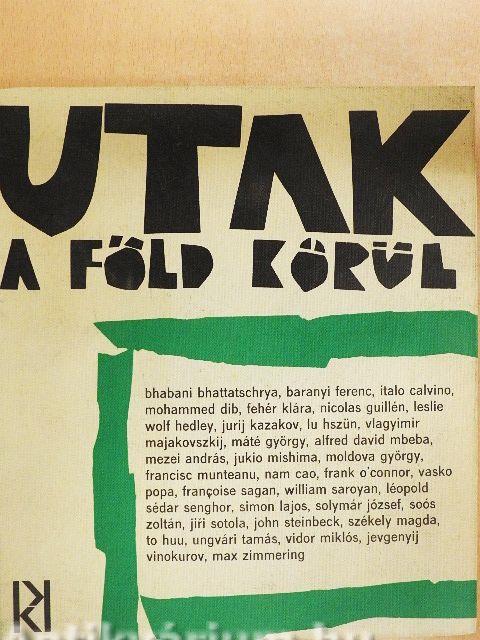 UTAK
A FÖLD KÖRÜL
bhabani bhattatschrya, baranyi ferenc, italo calvino,
mohammed dib, fehér klára, nicolas guillén, leslie
wolf hedley, jurij kazakov, lu hszün, vlagyimir
majakovszkij, máté györgy, alfred david mbeba,
mezei andrás, jukio mishima, moldova györgy,
francisc munteanu, nam cao, frank o'connor, vasko
popa, françoise sagan, william saroyan, léopold
sédar senghor, simon lajos, solymár józsef, soós
zoltán, jiři sotola, john steinbeck, székely magda,
to huu, ungvári tamás, vidor miklós, jevgenyij
vinokurov, max zimmering